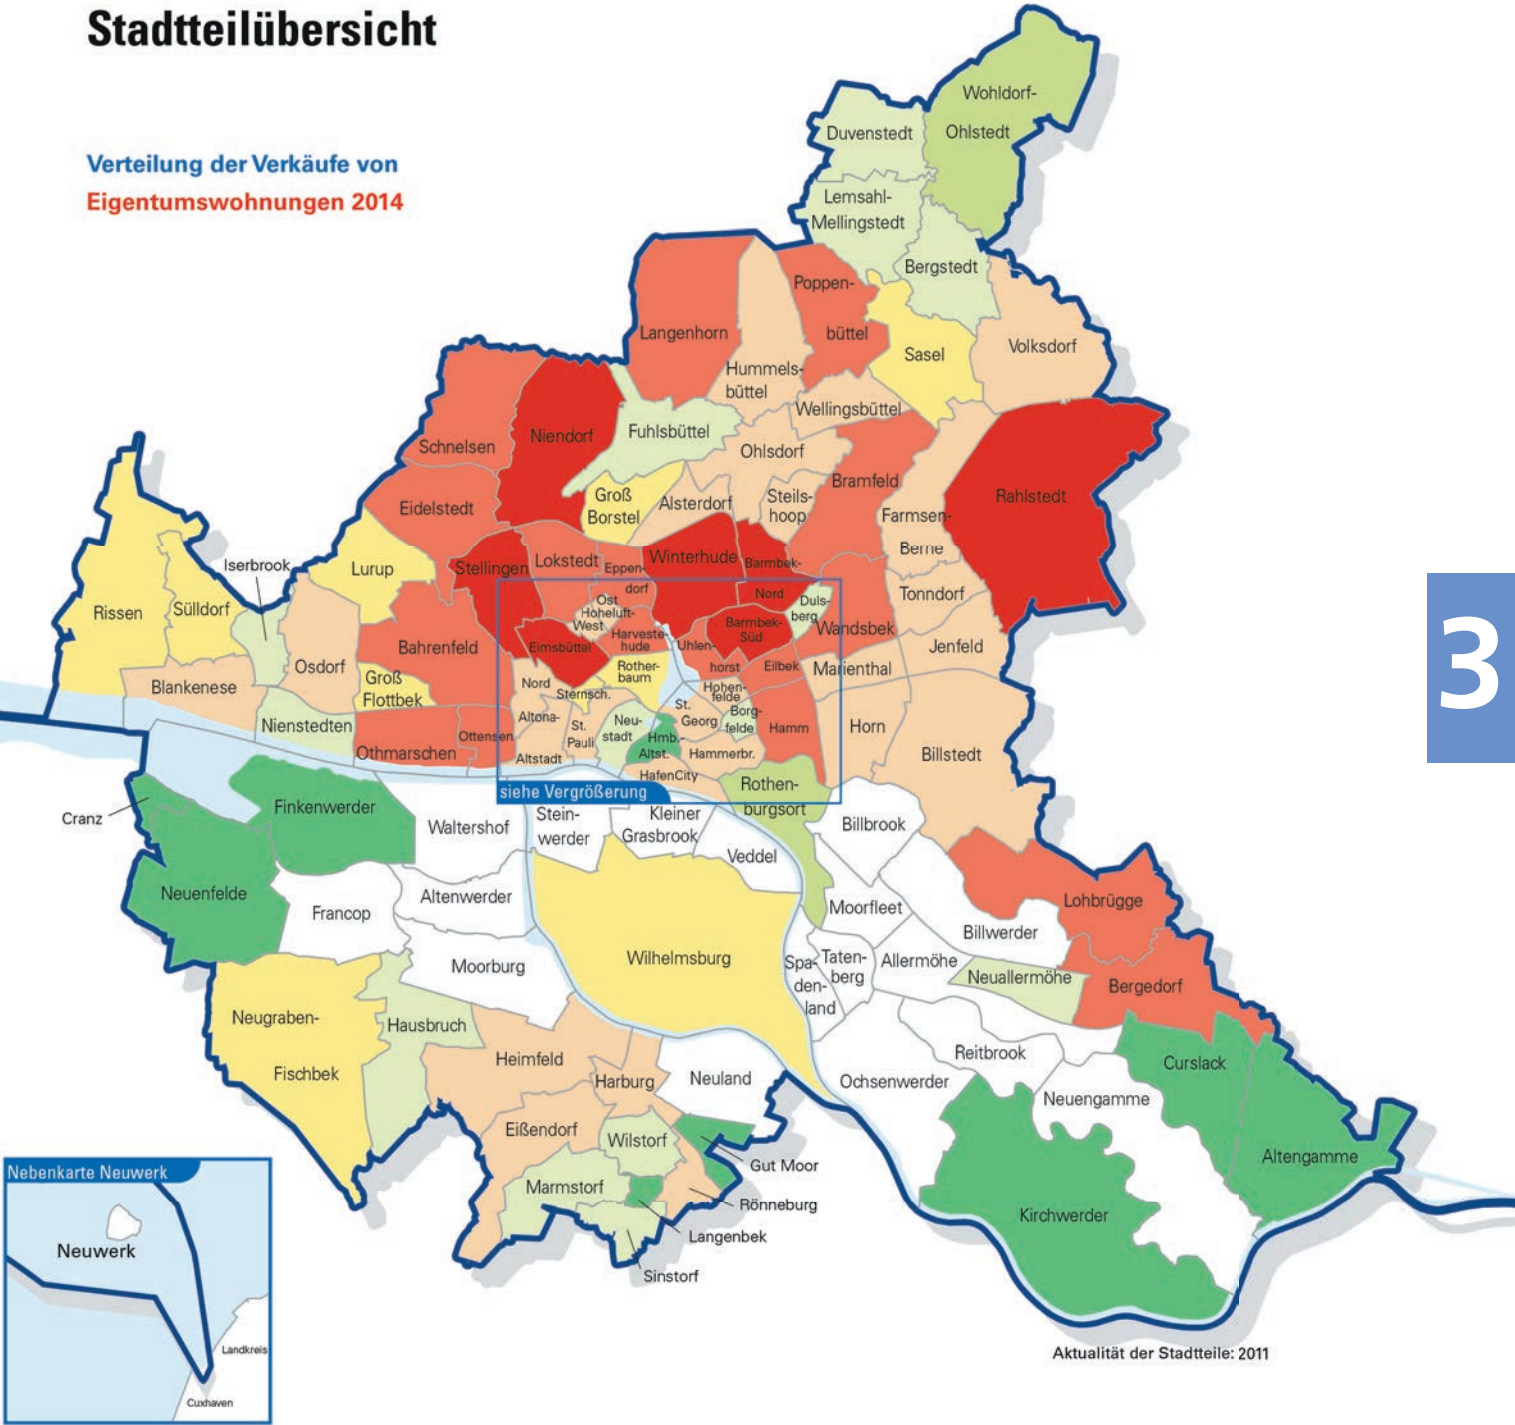 Stadtteilübersicht
Verteilung der Verkäufe von
Eigentumswohnungen 2014
Wohldorf-
Ohlstedt
Duvenstedt
Lemsahl-
Mellingstedt
Bergstedt
Poppen-
büttel
Langenhorn
Hummels-
büttel
Sasel
Volksdorf
Wellingsbüttel
Schnelsen
Niendorf
Fuhlsbüttel
Ohlsdorf
Bramfeld
Rahlstedt
Eidelstedt
Groß
Borstel
Alsterdorf
Steils-
hoop
Farmsen-
Berne
Iserbrook
Lurup
Stellingen
Lokstedt
Eppen-
dorf
Winterhude
Barmbek-
Nord
Duls-
berg
Tonndorf
Rissen
Sülldorf
Ost
Hoheluft-
West
Harveste-
hude
Barmbek-
Süd
Wandsbek
Osdorf
Bahrenfeld
Eimsbüttel
Uhlen-
horst
Eilbek
Marienthal
Jenfeld
Blankenese
Groß
Flottbek
Nord
Altona-
Altstadt
Sternsch.
Rother-
baum
Hohen-
felde
Nienstedten
Othmarschen
Ottensen
St.
Pauli
Neu-
stadt
St.
Georg
Borg-
felde
Hamm
Horn
Billstedt
Hmb.-
Altst.
Hammerbr.
HafenCity
siehe Vergrößerung
Rothen-
burgsort
3
Cranz
Finkenwerder
Waltershof
Stein-
werder
Kleiner
Grasbrook
Veddel
Billbrook
Neuenfelde
Francop
Altenwerder
Moorfleet
Lohbrügge
Billwerder
Moorburg
Wilhelmsburg
Spa-
den-
land
Taten-
berg
Allermöhe
Neuallermöhe
Bergedorf
Neugraben-
Fischbek
Hausbruch
Heimfeld
Harburg
Neuland
Ochsenwerder
Reitbrook
Curslack
Neuengamme
Eißendorf
Wilstorf
Gut Moor
Altengamme
Marmstorf
Rönneburg
Kirchwerder
Langenbek
Sinstorf
Nebenkarte Neuwerk
Neuwerk
Landkreis
Cuxhaven
Aktualität der Stadtteile: 2011